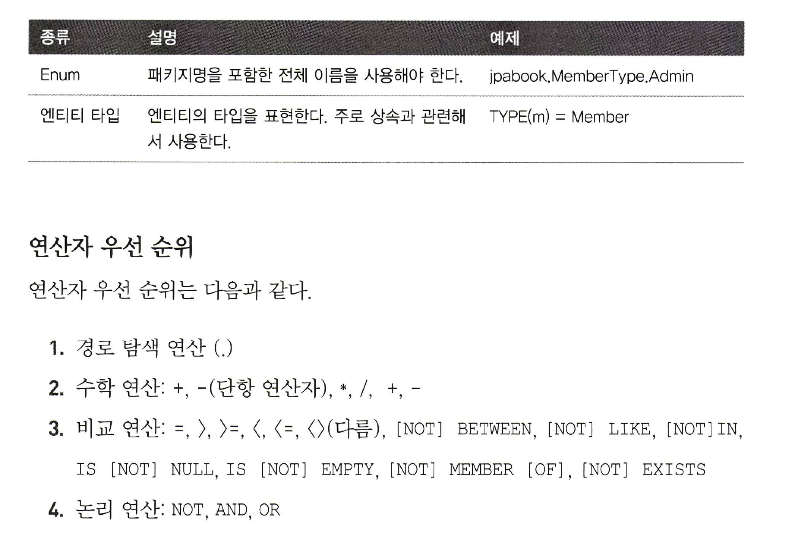 종류 설명 예제
Enum 패키지명을 포함한 전체 이름을 사용해야 한다. jpabook.MemberType.Admin
엔티티 타입 엔티티의 타입을 표현한다. 주로 상속과 관련해 TYPE(m) = Member
서 사용한다.
연산자 우선 순위
연산자 우선 순위는 다음과 같다.
1. 경로 탐색 연산 (.)
2. 수학 연산: +, -(단항 연산자), *, /, +, -
3. 비교 연산: =, >, >=, <, <=, <>(다름), [NOT] BETWEEN, [NOT] LIKE, [NOT]IN,
IS [NOT] NULL, IS [NOT] EMPTY, [NOT] MEMBER [OF], [NOT] EXISTS
4. 논리 연산: NOT, AND, OR